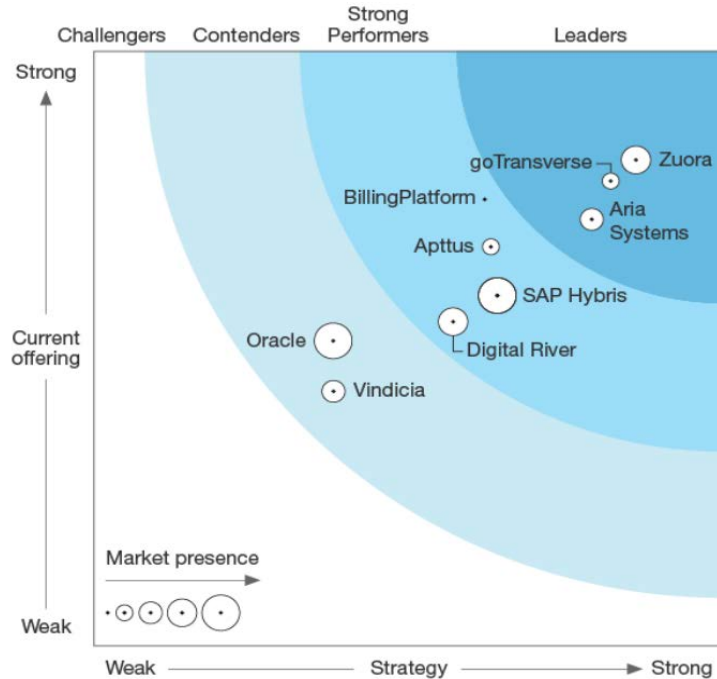 Strong
Challengers Contenders Performers Leaders
Strong
goTransverse Zuora
BillingPlatform
Aria
Systems
Apttus
SAP Hybris
Current
offering
Oracle
Digital River
Vindicia
Market presence
Weak
Weak Strategy Strong